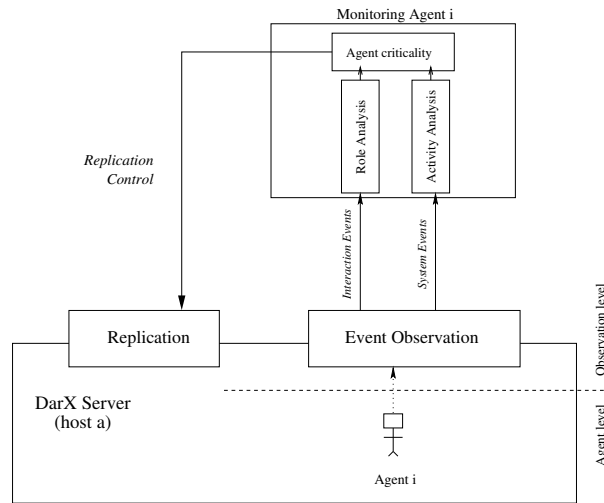 Monitoring Agent i
Agent criticality
Role Analysis
Activity Analysis
Replication
Control
Interaction Events
System Events
Replication
Event Observation
Observation level
DarX Server
(host a)
Agent level
Agent i